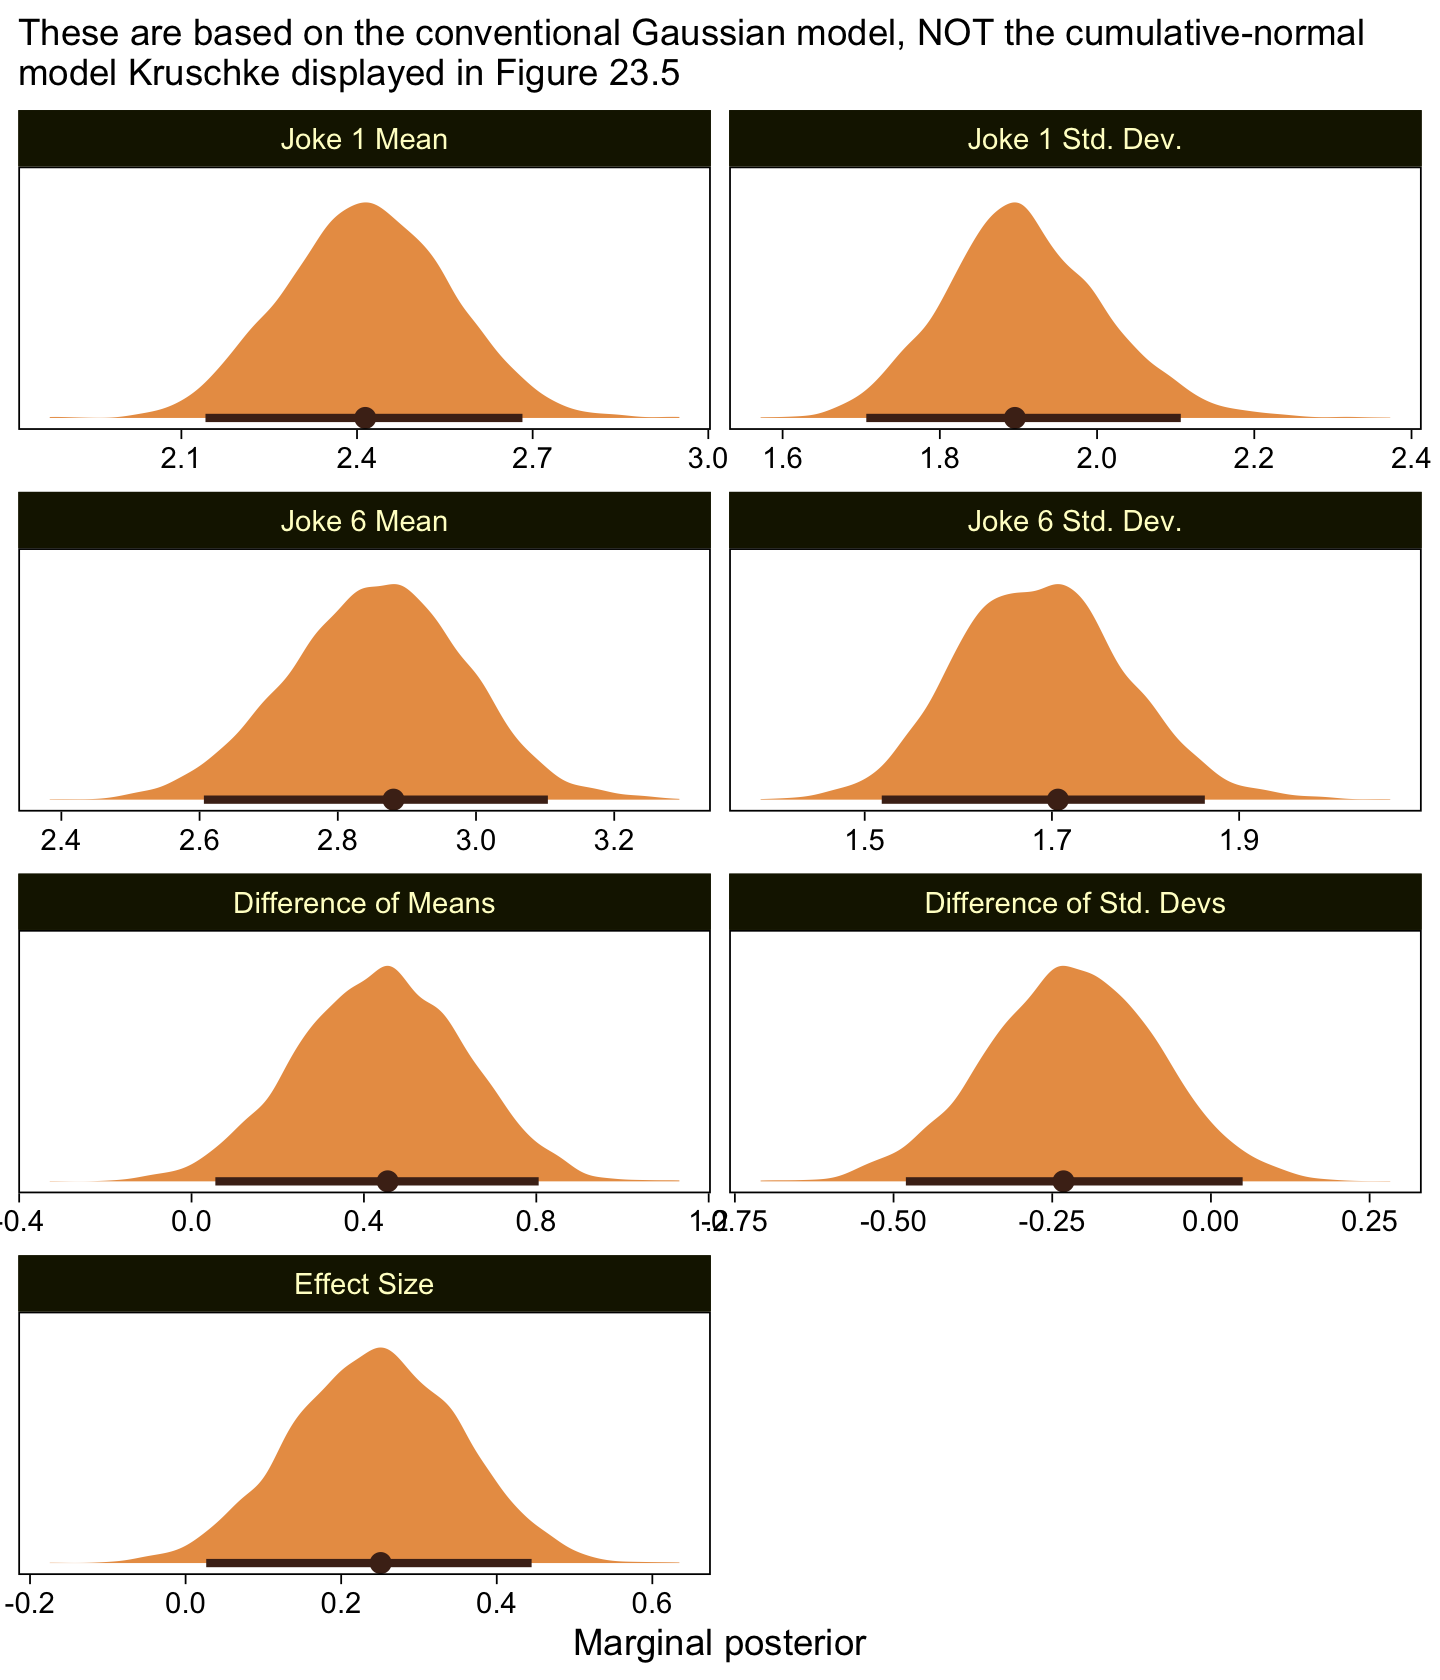 These are based on the conventional Gaussian model, NOT the cumulative-normal
model Kruschke displayed in Figure 23.5
Joke 1 Mean
Joke 1 Std. Dev.
2.1 2.4 2.7 3.0
1.6 1.8 2.0 2.2 2.4
Joke 6 Mean
Joke 6 Std. Dev.
2.4 2.6 2.8 3.0 3.2
1.5 1.7 1.9
Difference of Means
Difference of Std. Devs
-0.4 0.0 0.4 0.8 1.2
-0.75 -0.50 -0.25 0.00 0.25
Effect Size
-0.2 0.0 0.2 0.4 0.6
Marginal posterior